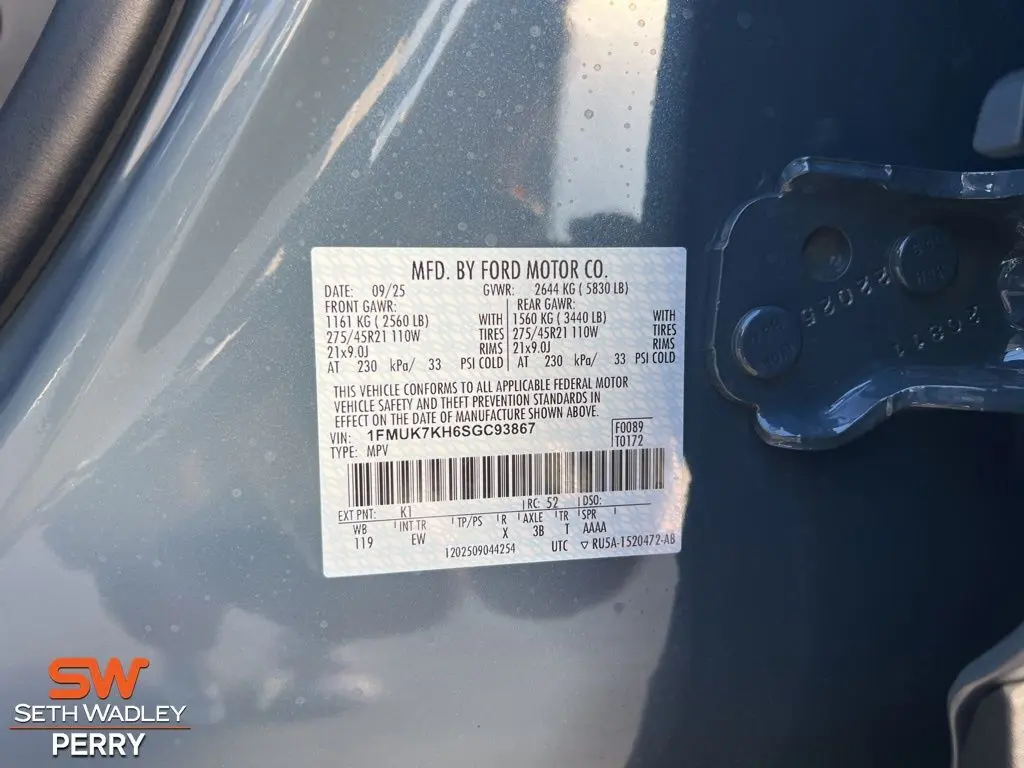 MFD. BY FORD MOTOR CO.
DATE: 09/25 GVWR: 2644 KG ( 5830 LB)
FRONT GAWR: REAR GAWR:
1161 KG ( 2560 LB) WITH 1560 KG ( 3440 LB) WITH
275/45R21 110W TIRES 275/45R21 110W TIRES
21x9.0J RIMS 21x9.0J RIMS
AT 230 kPa/ 33 PSI COLD AT 230 kPa/ 33 PSI COLD
THIS VEHICLE CONFORMS TO ALL APPLICABLE FEDERAL MOTOR
VEHICLE SAFETY AND THEFT PREVENTION STANDARDS IN
EFFECT ON THE DATE OF MANUFACTURE SHOWN ABOVE.
VIN: 1FMUK7KH6SGC93867 F0089
TYPE: MPV T0172
EXT PNT: K1 RC: 52 DSO:
WB INT TR TP/PS R AXLE TR SPR
119 EW X 3B T AAAA
1202509044254 UTC ▽ RU5A-1520472-AB
20811
SW
SETH WADLEY
PERRY